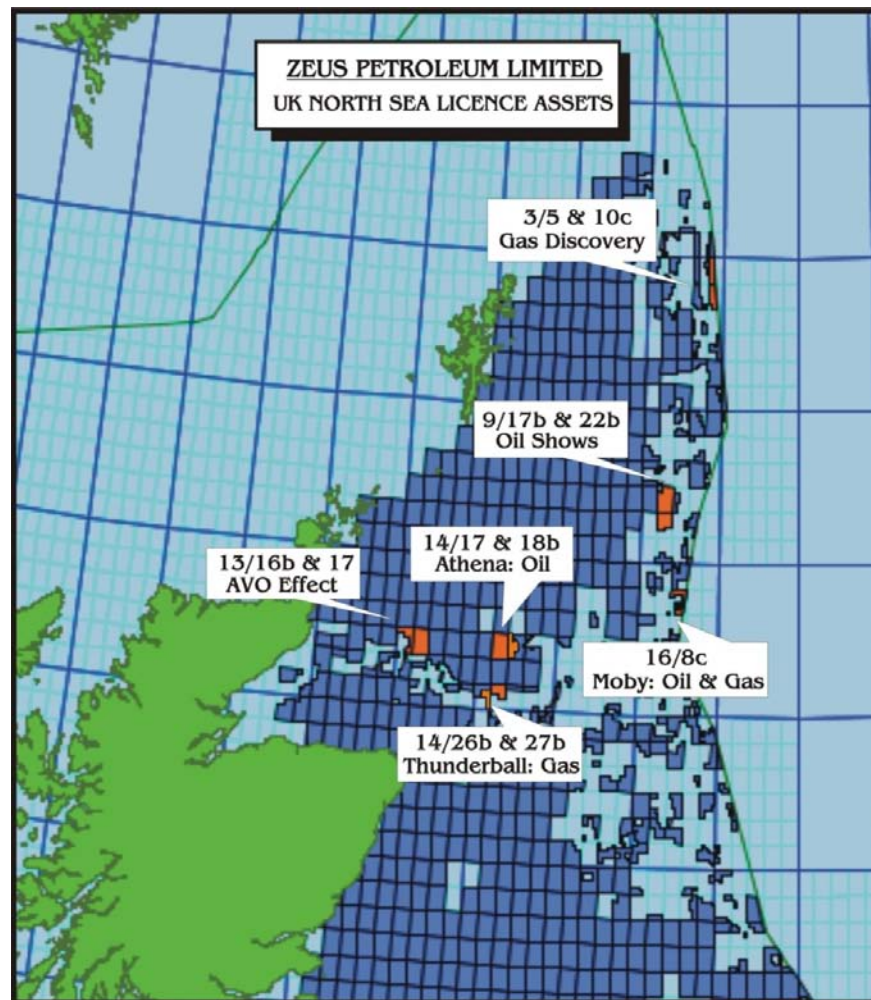 ZEUS PETROLEUM LIMITED
UK NORTH SEA LICENCE ASSETS
3/5 & 10c
Gas Discovery
9/17b & 22b
Oil Shows
14/17 & 18b
Athena: Oil
13/16b & 17
AVO Effect
16/8c
Moby: Oil & Gas
14/26b & 27b
Thunderball: Gas